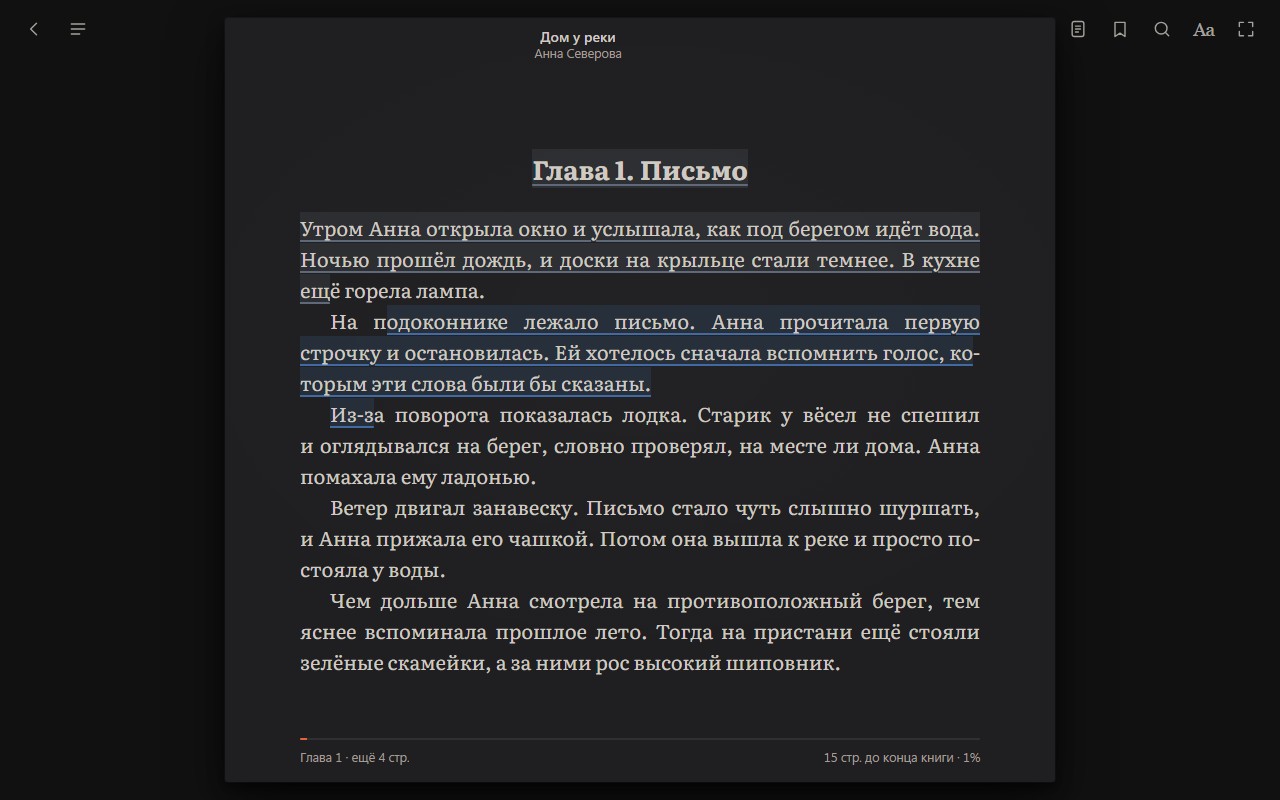 Дом у реки
Анна Северова
Aa
Глава 1. Письмо
Утром Анна открыла окно и услышала, как под берегом идёт вода.
Ночью прошёл дождь, и доски на крыльце стали темнее. В кухне
ещё горела лампа.
На подоконнике лежало письмо. Анна прочитала первую
строчку и остановилась. Ей хотелось сначала вспомнить голос, ко-
торым эти слова были бы сказаны.
Из-за поворота показалась лодка. Старик у вёсел не спешил
и оглядывался на берег, словно проверял, на месте ли дома. Анна
помахала ему ладонью.
Ветер двигал занавеску. Письмо стало чуть слышно шуршать,
и Анна прижала его чашкой. Потом она вышла к реке и просто по-
стояла у воды.
Чем дольше Анна смотрела на противоположный берег, тем
яснее вспоминала прошлое лето. Тогда на пристани ещё стояли
зелёные скамейки, а за ними рос высокий шиповник.
Глава 1 · ещё 4 стр.
15 стр. до конца книги · 1%